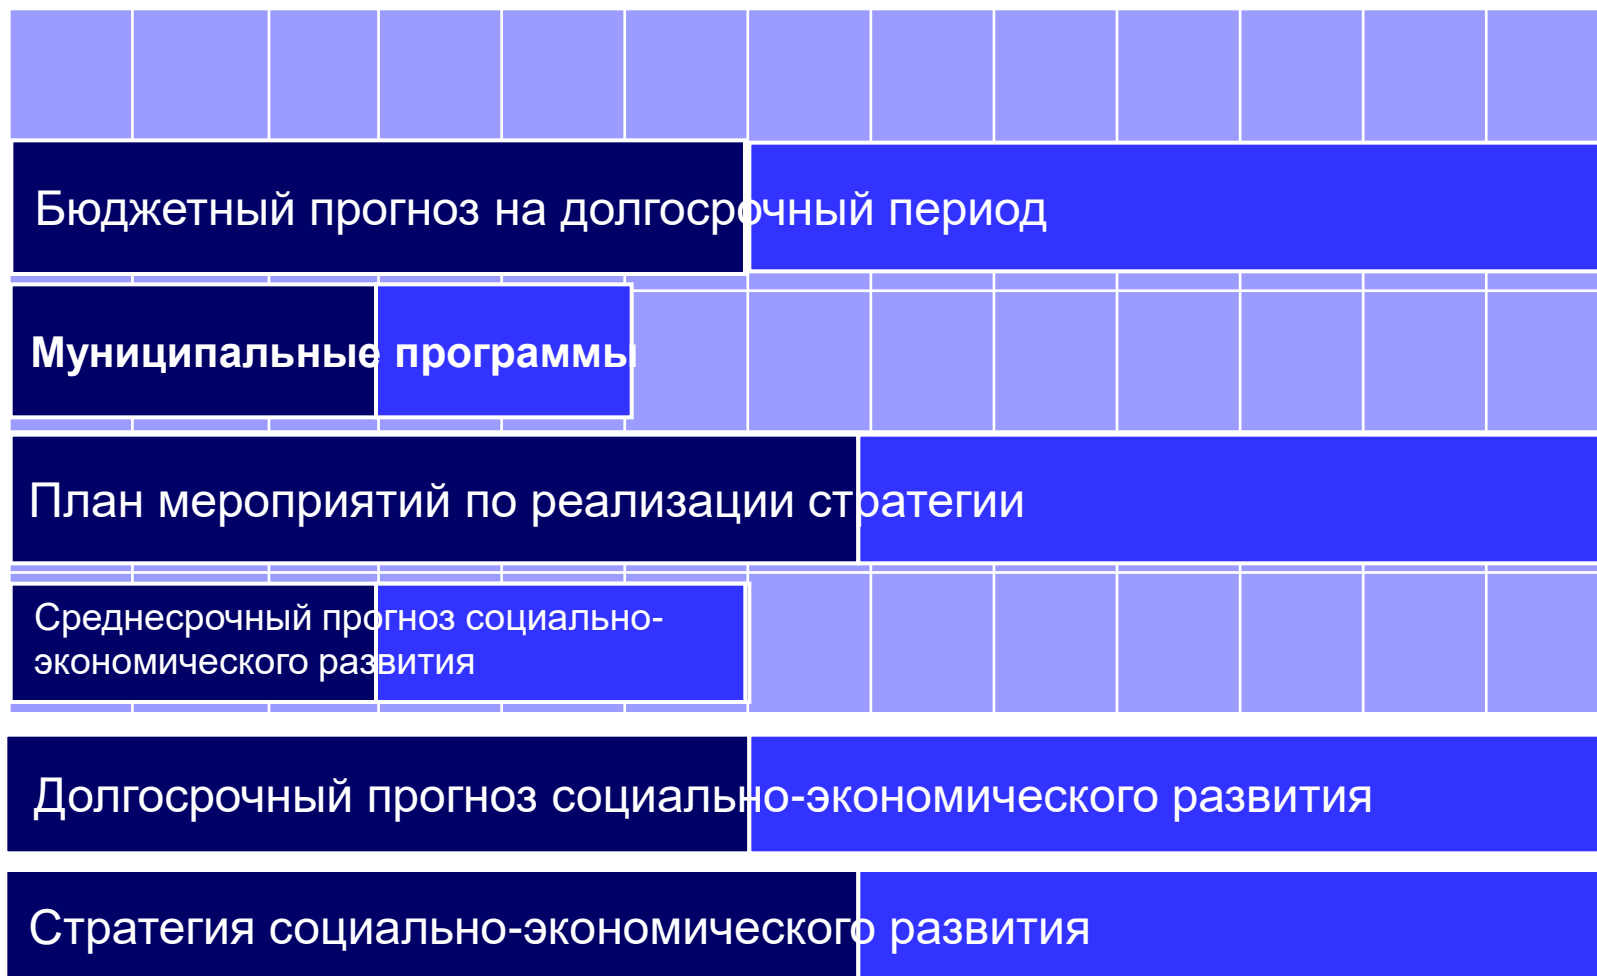 Бюджетный прогноз на долгосрочный период
Муниципальные программы
План мероприятий по реализации стратегии
Среднесрочный прогноз социально-
экономического развития
Долгосрочный прогноз социально-экономического развития
Стратегия социально-экономического развития